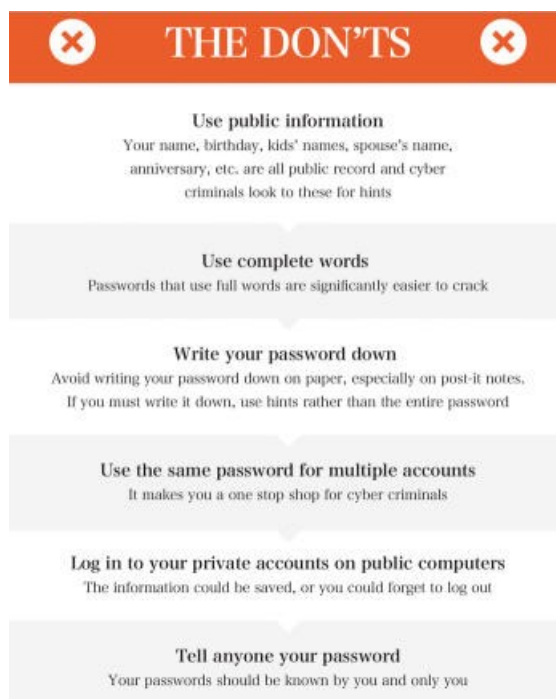 THE DON'TS
Use public information
Your name, birthday, kids' names, spouse's name,
anniversary, etc. are all public record and cyber
criminals look to these for hints
Use complete words
Passwords that use full words are significantly easier to crack
Write your password down
Avoid writing your password down on paper, especially on post-it notes.
If you must write it down, use hints rather than the entire password
Use the same password for multiple accounts
It makes you a one stop shop for cyber criminals
Log in to your private accounts on public computers
The information could be saved, or you could forget to log out
Tell anyone your password
Your passwords should be known by you and only you